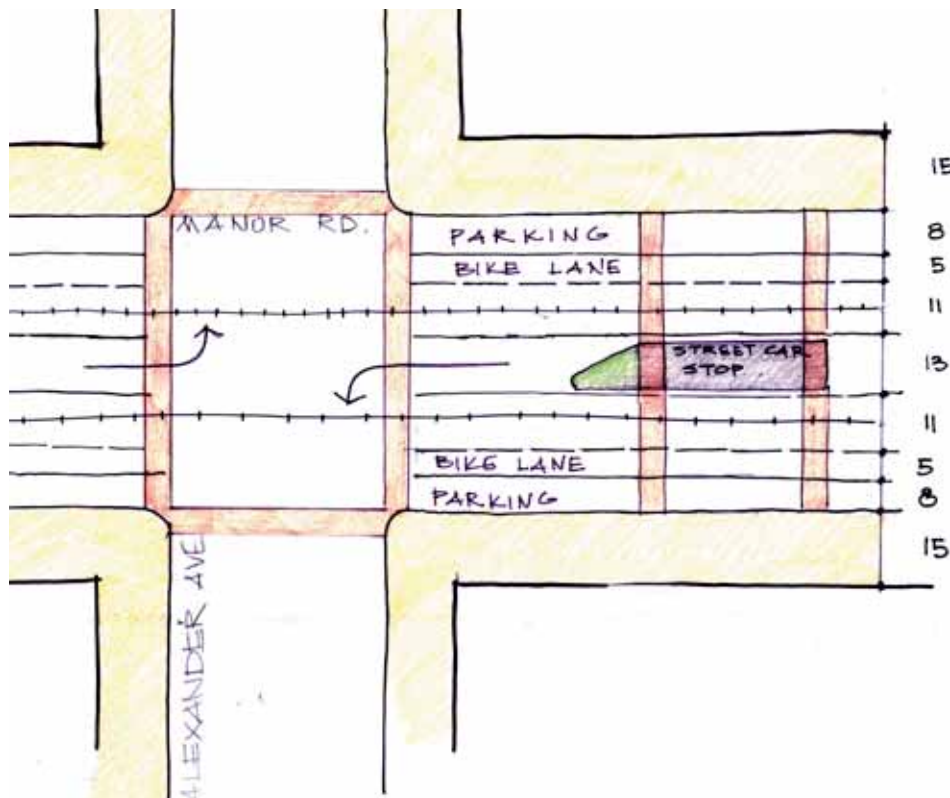 MANOR RD.
PARKING
BIKE LANE
STREET CAR
STOP
BIKE LANE
PARKING
ALEXANDER AVE
15
8
5
11
13
11
5
8
15